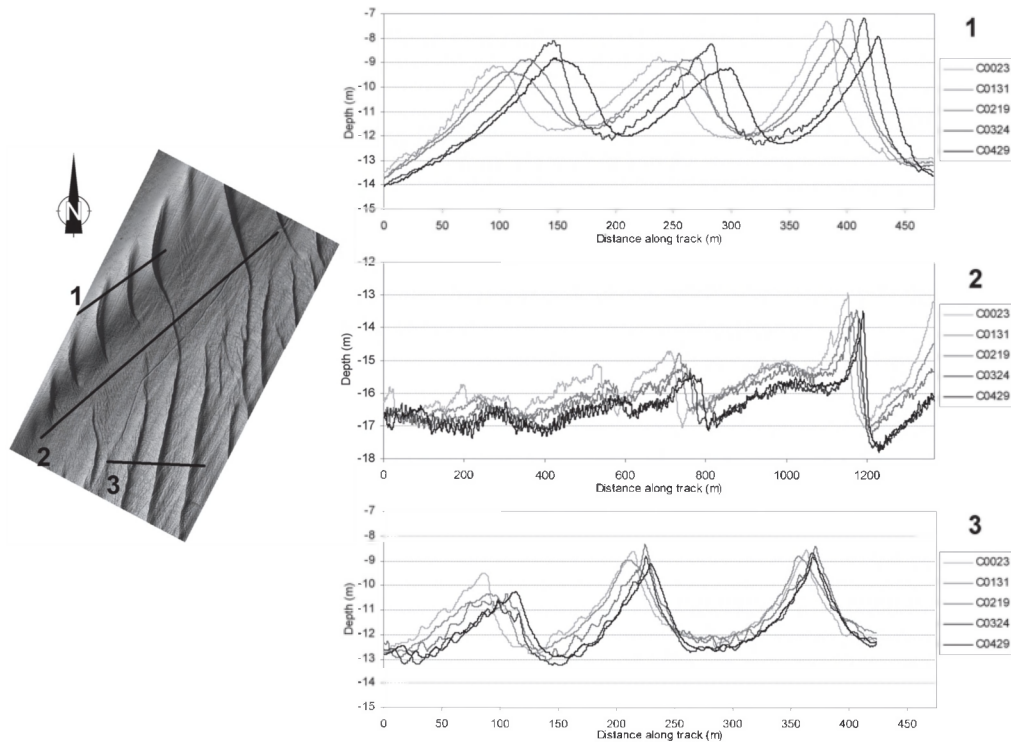 N
1
2
3
-7
-8
-9
-10
-11
-12
-13
-14
-15
Depth (m)
0 50 100 150 200 250 300 350 400 450
Distance along track (m)
1
C0023
C0131
C0219
C0324
C0429
-12
-13
-14
-15
-16
-17
-18
Depth (m)
0 200 400 600 800 1000 1200
Distance along track (m)
2
C0023
C0131
C0219
C0324
C0429
-7
-8
-9
-10
-11
-12
-13
-14
-15
Depth (m)
0 50 100 150 200 250 300 350 400 450
Distance along track (m)
3
C0023
C0131
C0219
C0324
C0429